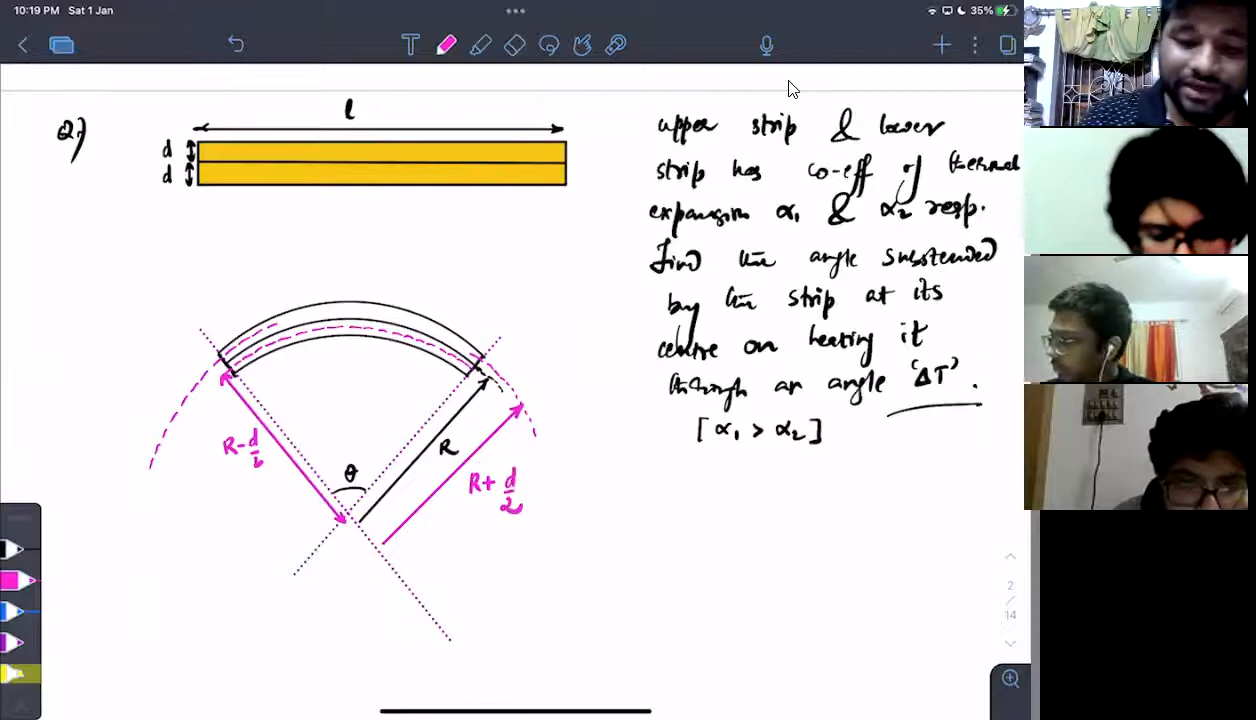 10:19 PM Sat 1 Jan
35%
Q.)
l
d
d
upper strip & lower
strip has co-eff of thermal
expansion α₁ & α₂ resp.
Find the angle substended
by the strip at its
centre on heating it
through an angle 'ΔT'.
[α₁ > α₂]
R-d/2
θ
R
R+d/2
2
/
14